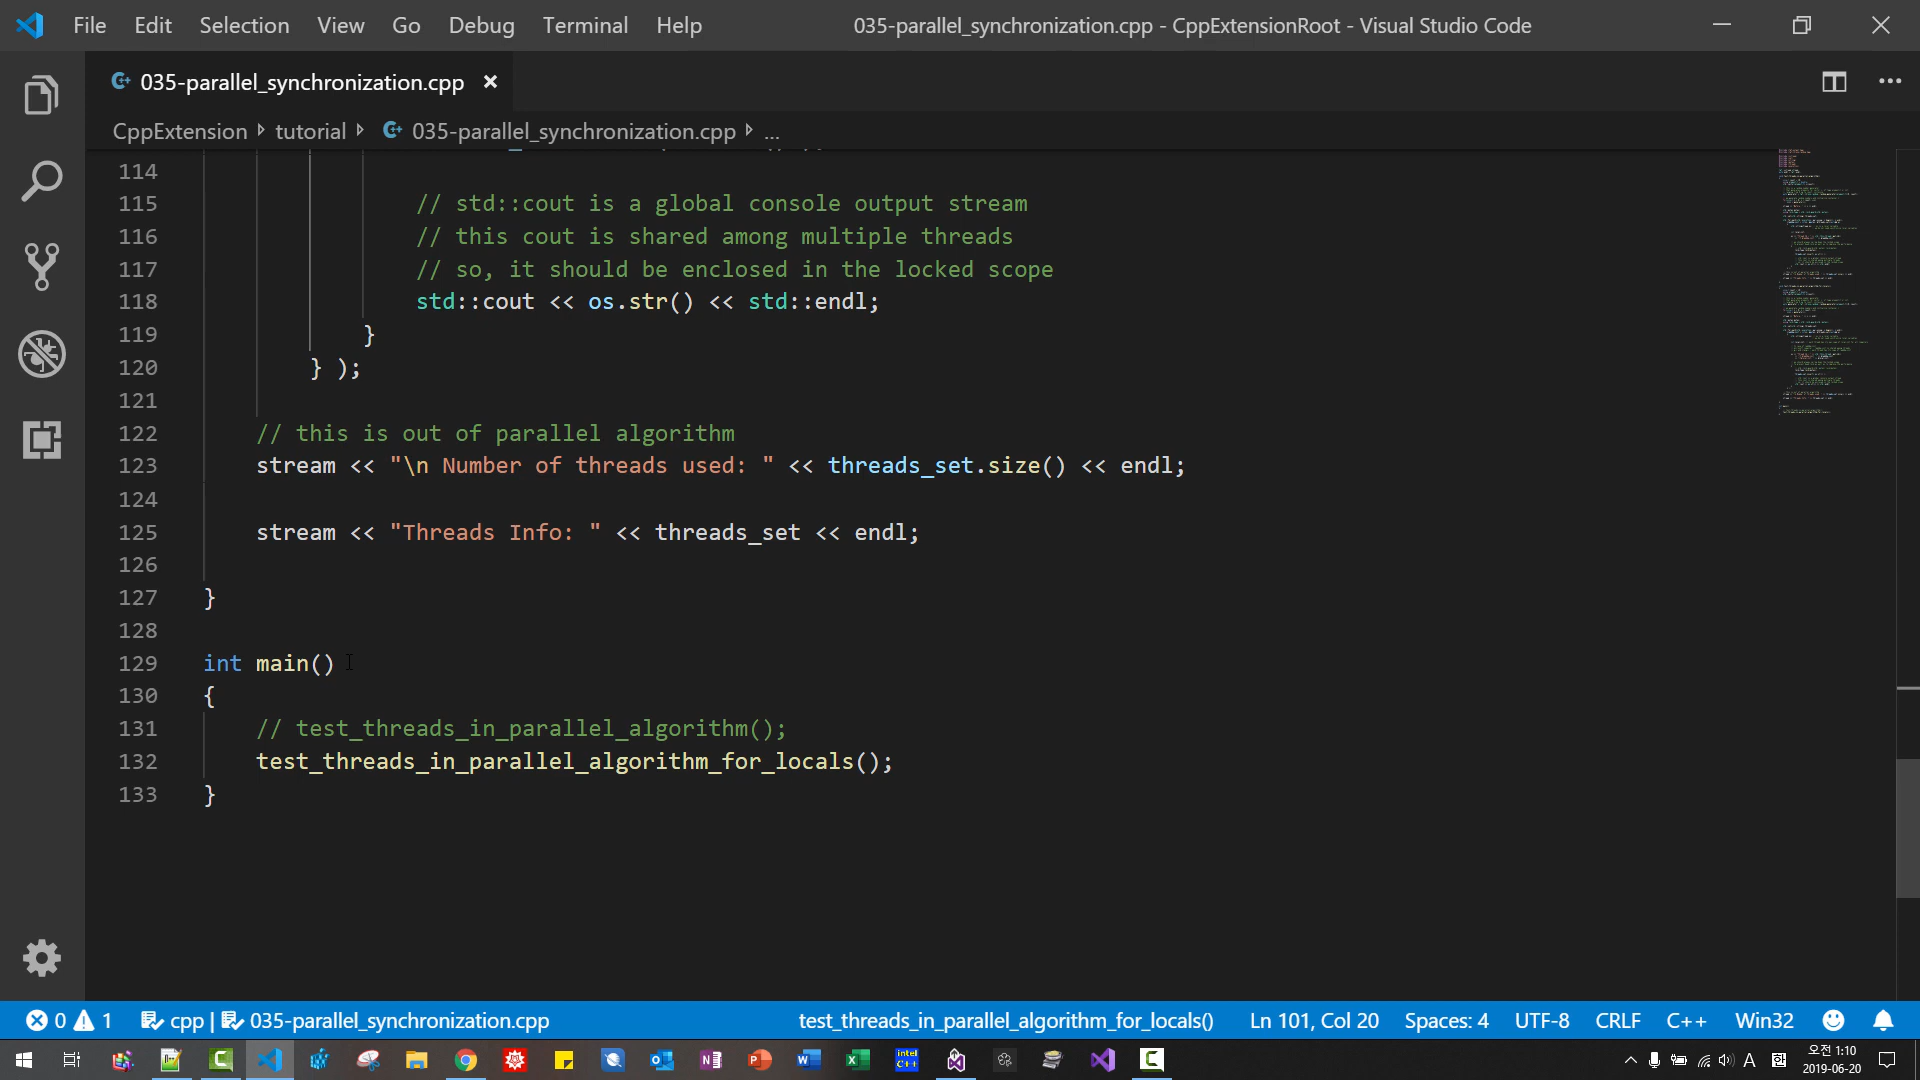 File Edit Selection View Go Debug Terminal Help 035-parallel_synchronization.cpp - CppExtensionRoot - Visual Studio Code
035-parallel_synchronization.cpp
CppExtension tutorial 035-parallel_synchronization.cpp ...
114
115 // std::cout is a global console output stream
116 // this cout is shared among multiple threads
117 // so, it should be enclosed in the locked scope
118 std::cout << os.str() << std::endl;
119 }
120 } );
121
122 // this is out of parallel algorithm
123 stream << "\n Number of threads used: " << threads_set.size() << endl;
124
125 stream << "Threads Info: " << threads_set << endl;
126
127 }
128
129 int main()
130 {
131 // test_threads_in_parallel_algorithm();
132 test_threads_in_parallel_algorithm_for_locals();
133 }
0 1 cpp | 035-parallel_synchronization.cpp test_threads_in_parallel_algorithm_for_locals() Ln 101, Col 20 Spaces: 4 UTF-8 CRLF C++ Win32
intel C++
A
오전 1:10
2019-06-20